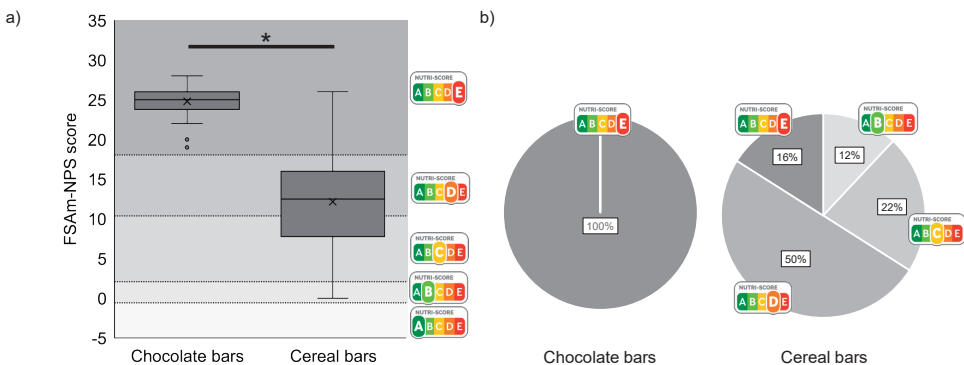 a)
FSAm-NPS score
35
30
25
20
15
10
5
0
-5
*
NUTRI-SCORE
A B C D E
NUTRI-SCORE
A B C D E
NUTRI-SCORE
A B C D E
NUTRI-SCORE
A B C D E
NUTRI-SCORE
A B C D E
Chocolate bars
Cereal bars
b)
NUTRI-SCORE
A B C D E
100%
Chocolate bars
NUTRI-SCORE
A B C D E
NUTRI-SCORE
A B C D E
16%
12%
22%
NUTRI-SCORE
A B C D E
50%
NUTRI-SCORE
A B C D E
Cereal bars